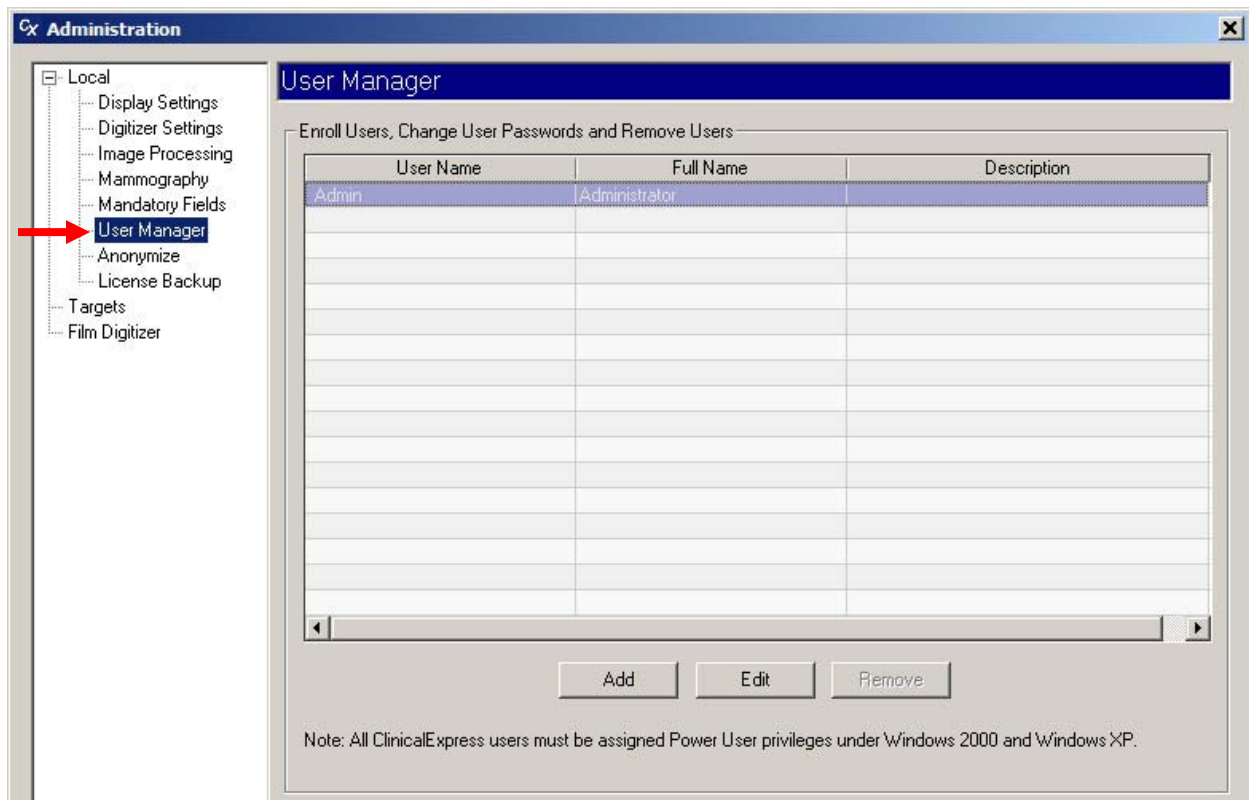 Cx Administration
Local
Display Settings
Digitizer Settings
Image Processing
Mammography
Mandatory Fields
User Manager
Anonymize
License Backup
Targets
Film Digitizer
User Manager
Enroll Users, Change User Passwords and Remove Users
User Name Full Name Description
Admin Administrator
Add Edit Remove
Note: All ClinicalExpress users must be assigned Power User privileges under Windows 2000 and Windows XP.